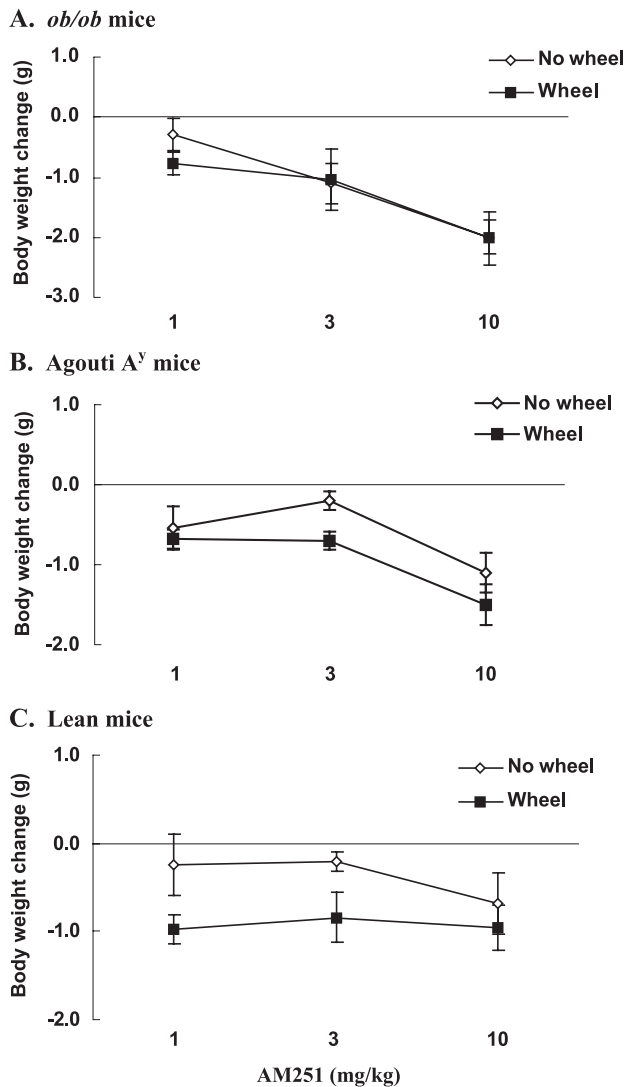 A. ob/ob mice
1.0
0.0
-1.0
-2.0
-3.0
Body weight change (g)
No wheel
Wheel
1 3 10
B. Agouti Aʸ mice
1.0
0.0
-1.0
-2.0
Body weight change (g)
No wheel
Wheel
1 3 10
C. Lean mice
1.0
0.0
-1.0
-2.0
Body weight change (g)
No wheel
Wheel
1 3 10
AM251 (mg/kg)